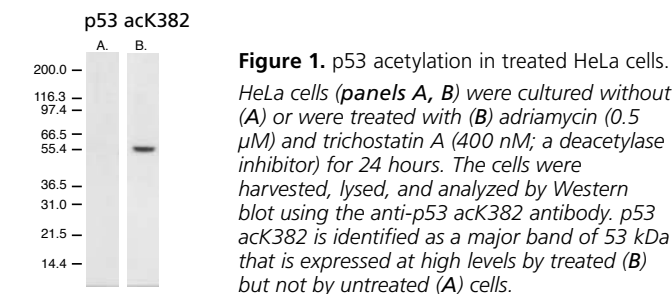 p53 acK382
A. B.
200.0
116.3
97.4
66.5
55.4
36.5
31.0
21.5
14.4
Figure 1. p53 acetylation in treated HeLa cells.
HeLa cells (panels A, B) were cultured without
(A) or were treated with (B) adriamycin (0.5
µM) and trichostatin A (400 nM; a deacetylase
inhibitor) for 24 hours. The cells were
harvested, lysed, and analyzed by Western
blot using the anti-p53 acK382 antibody. p53
acK382 is identified as a major band of 53 kDa
that is expressed at high levels by treated (B)
but not by untreated (A) cells.